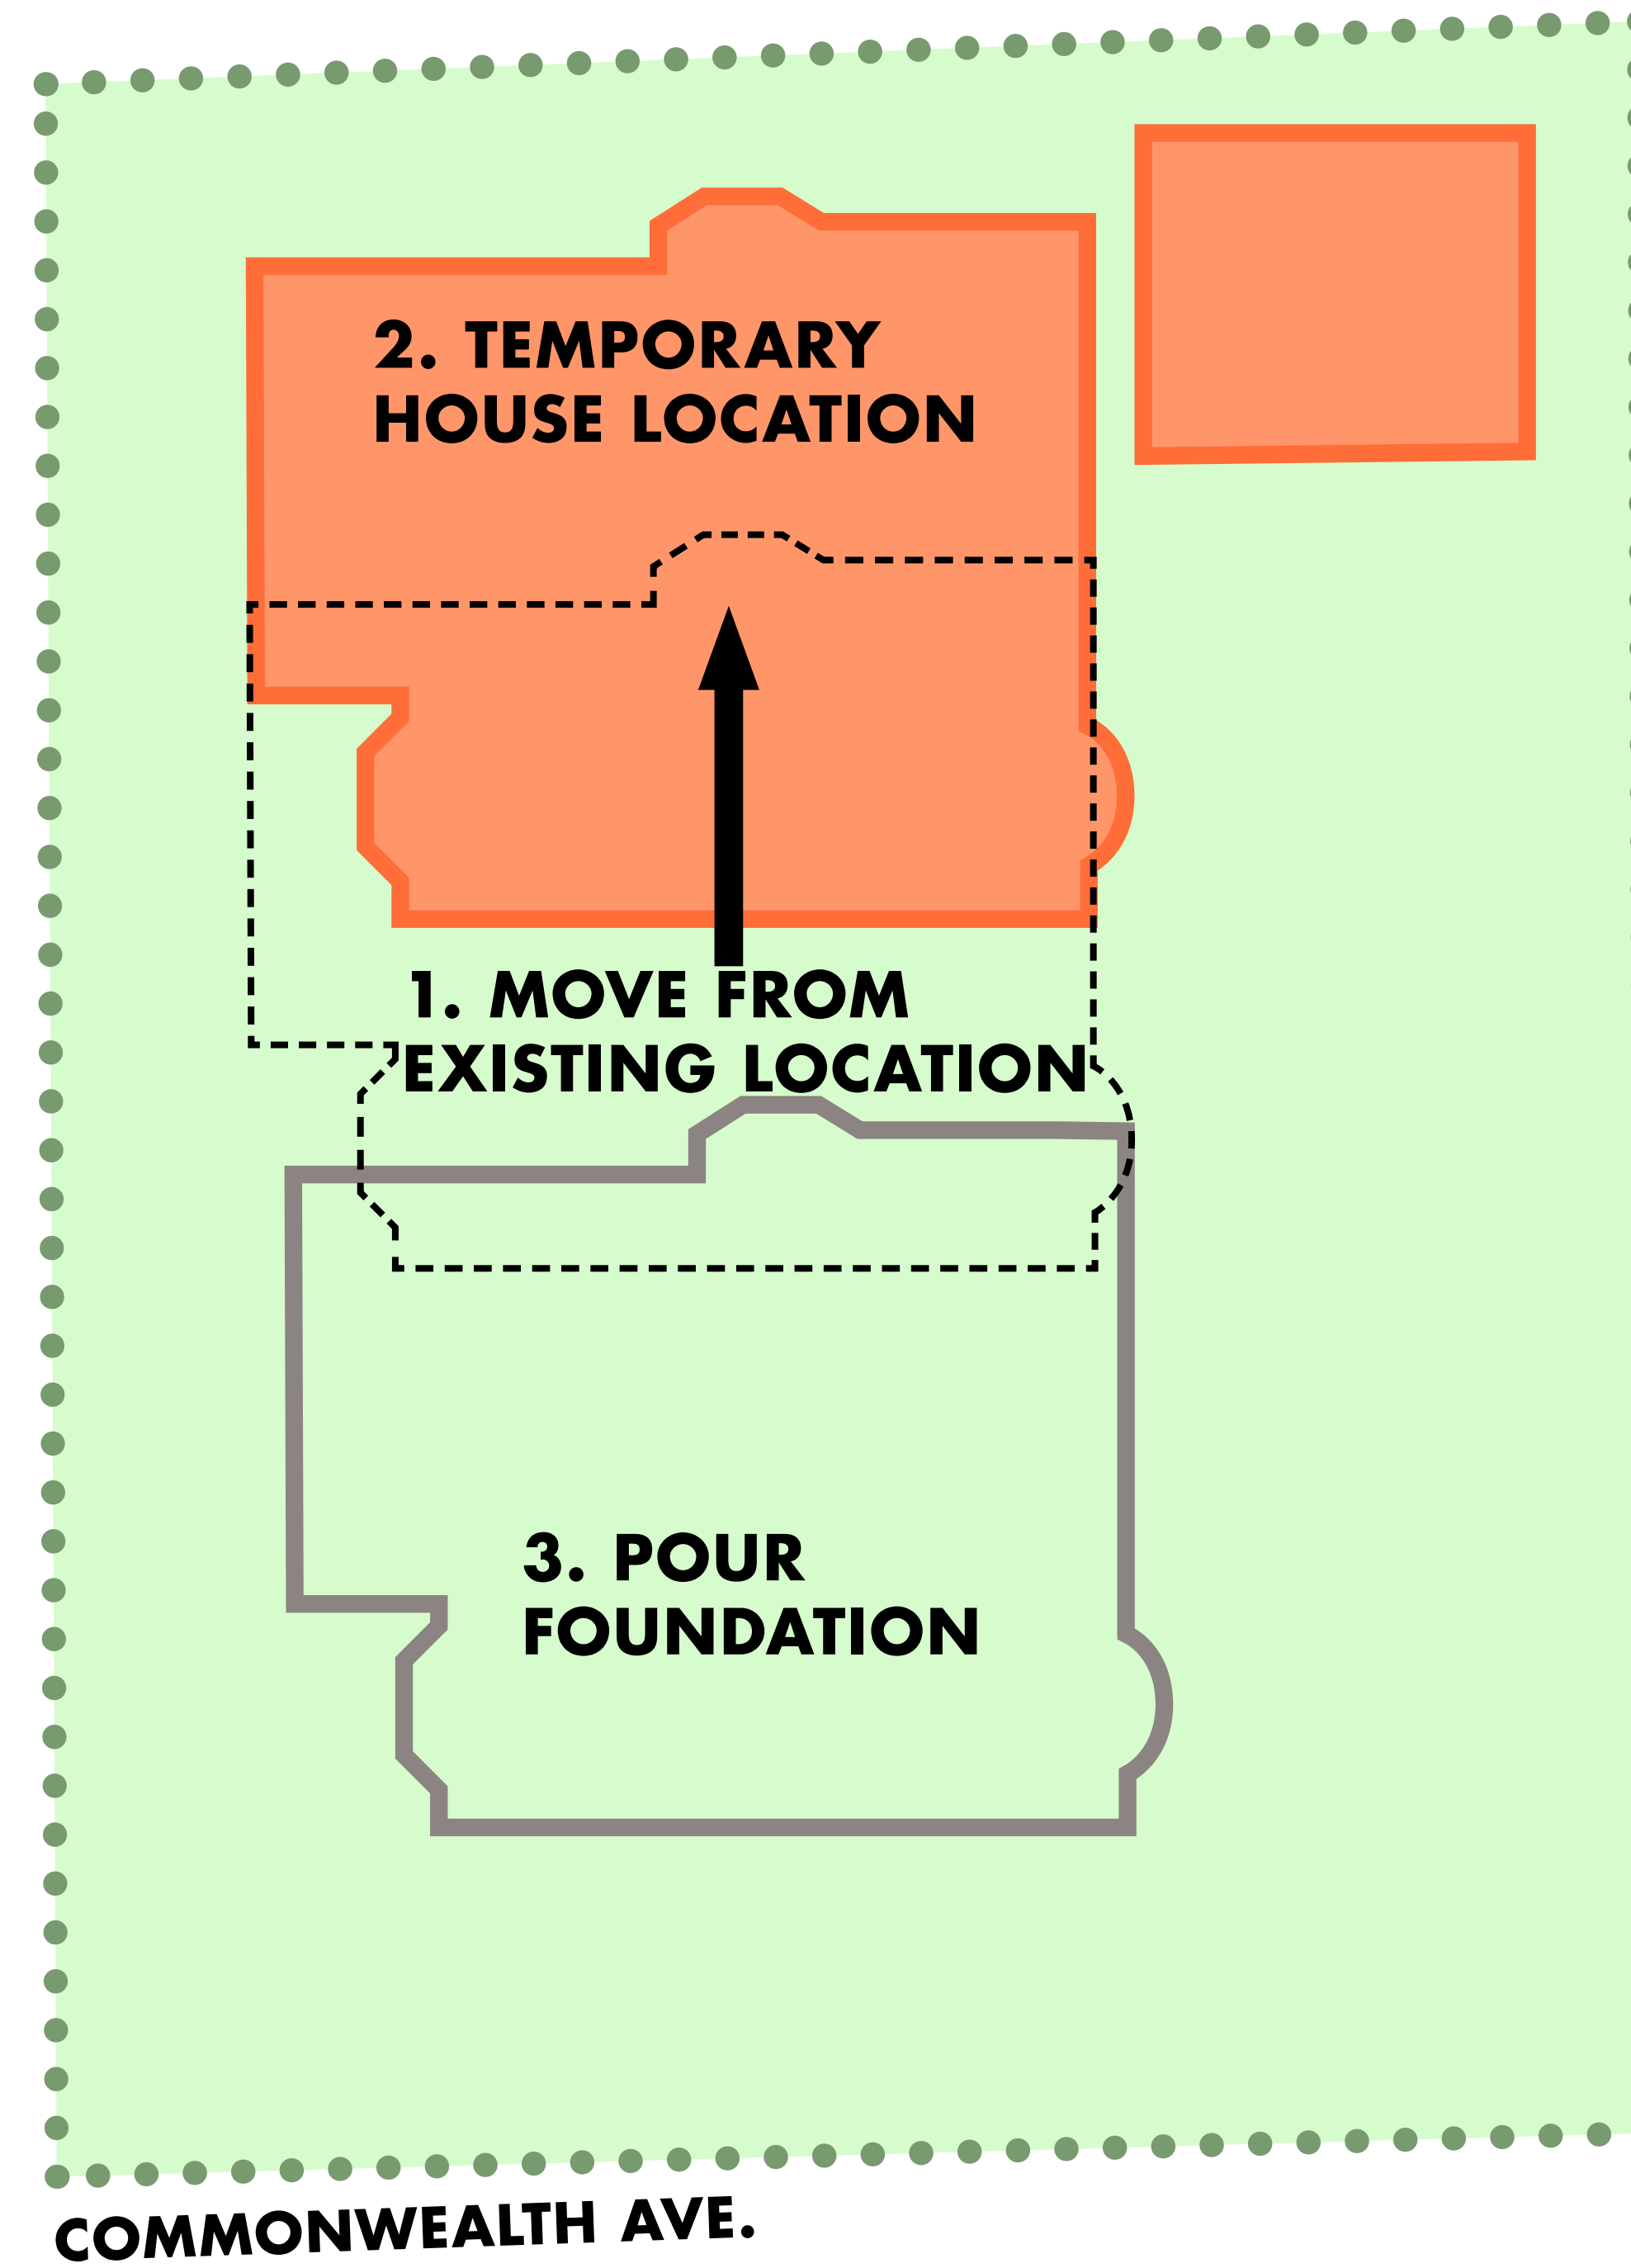 2. TEMPORARY
HOUSE LOCATION
1. MOVE FROM
EXISTING LOCATION
3. POUR
FOUNDATION
COMMONWEALTH AVE.